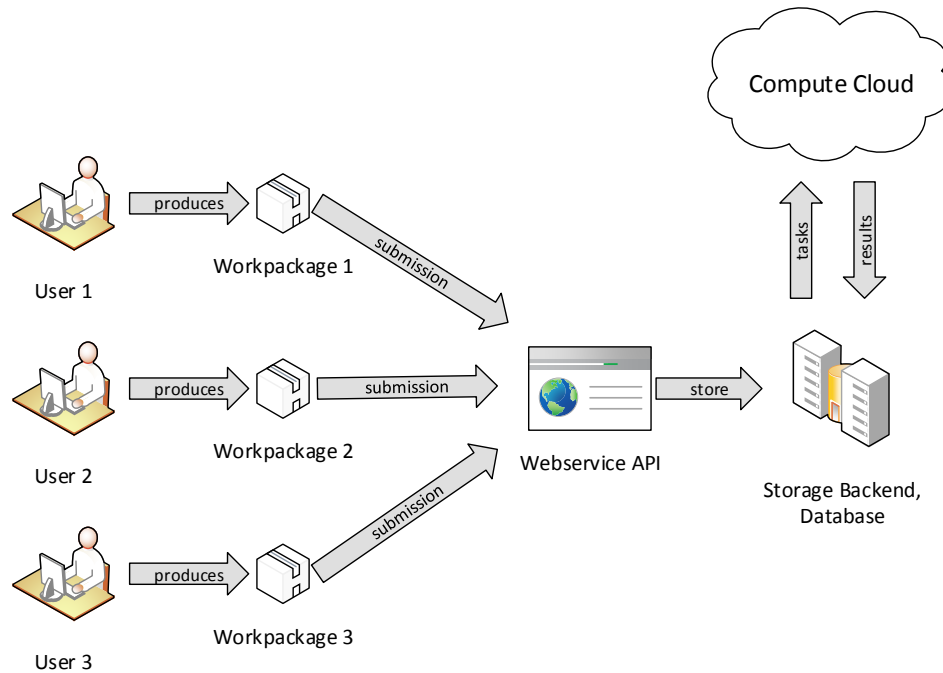 Compute Cloud
tasks
results
produces
submission
User 1
Workpackage 1
produces
submission
store
User 2
Workpackage 2
Webservice API
Storage Backend,
Database
produces
submission
User 3
Workpackage 3